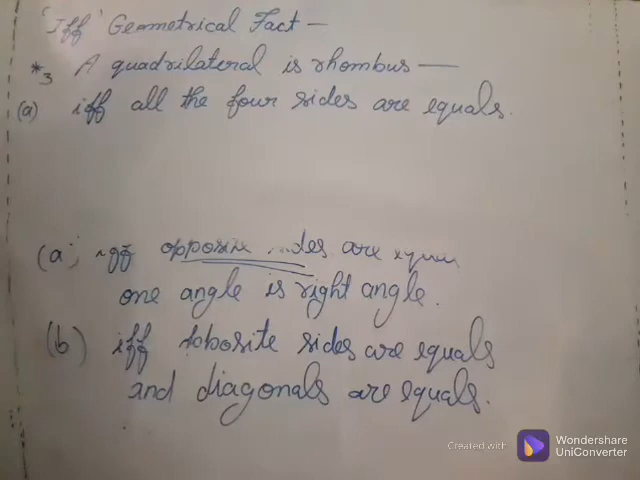 'Iff' Geometrical Fact —
*3 A quadrilateral is rhombus —
(a) iff all the four sides are equals.
(a) iff opposite sides are
one angle is right angle.
(b) iff opposite sides are equals
and diagonals are equals.
Created with Wondershare UniConverter